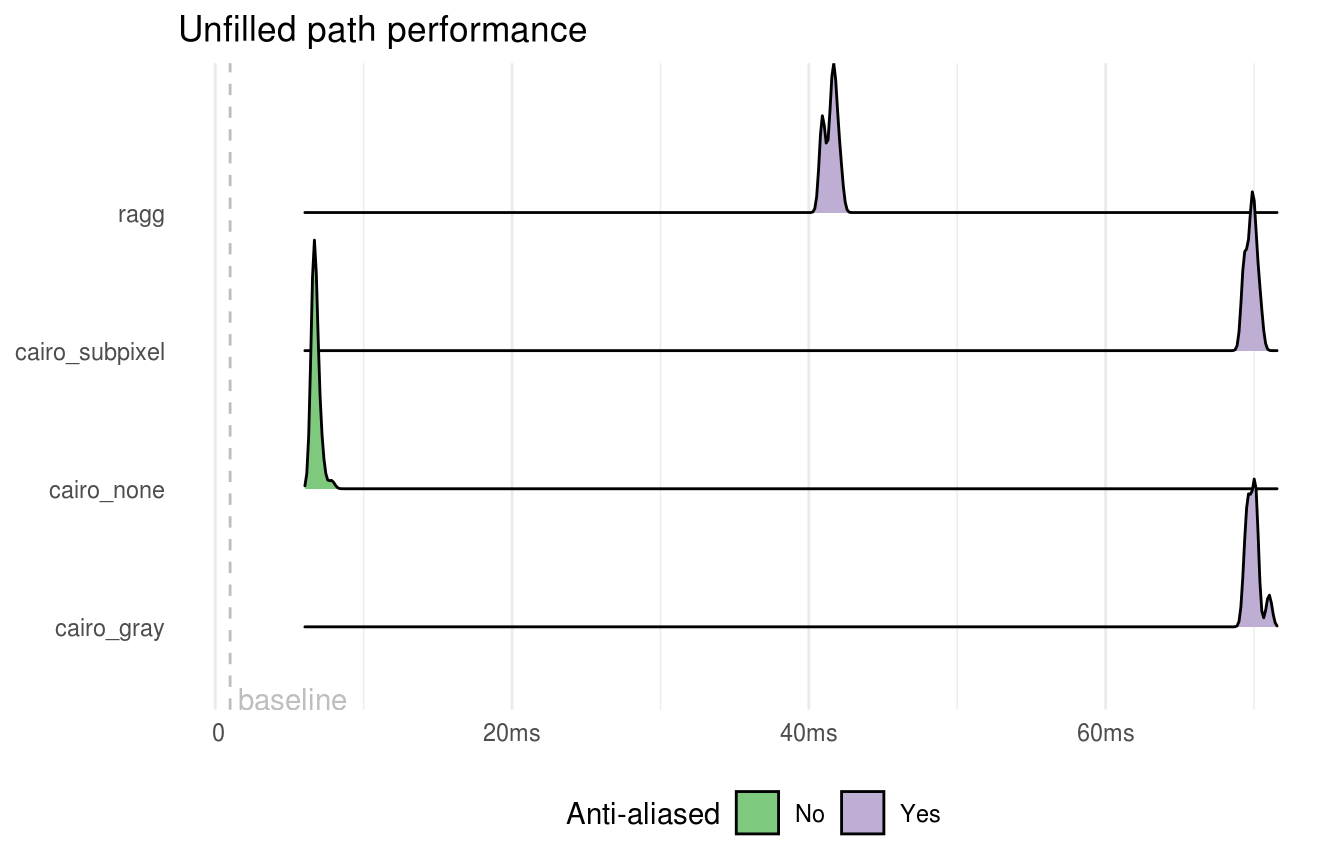 Unfilled path performance
ragg
cairo_subpixel
cairo_none
cairo_gray
baseline
0 20ms 40ms 60ms
Anti-aliased No Yes